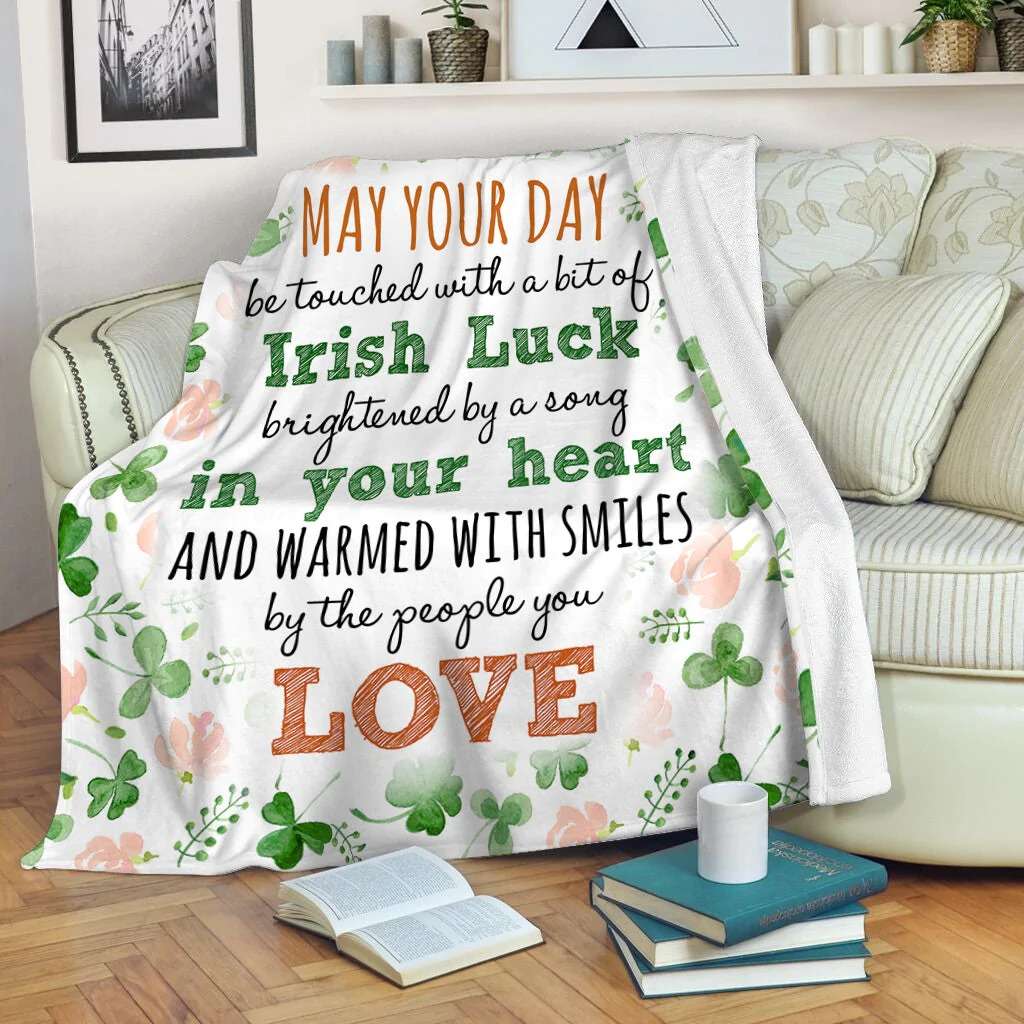 MAY YOUR DAY
be touched with a bit of
Irish Luck
brightened by a song
in your heart
AND WARMED WITH SMILES
by the people you
LOVE